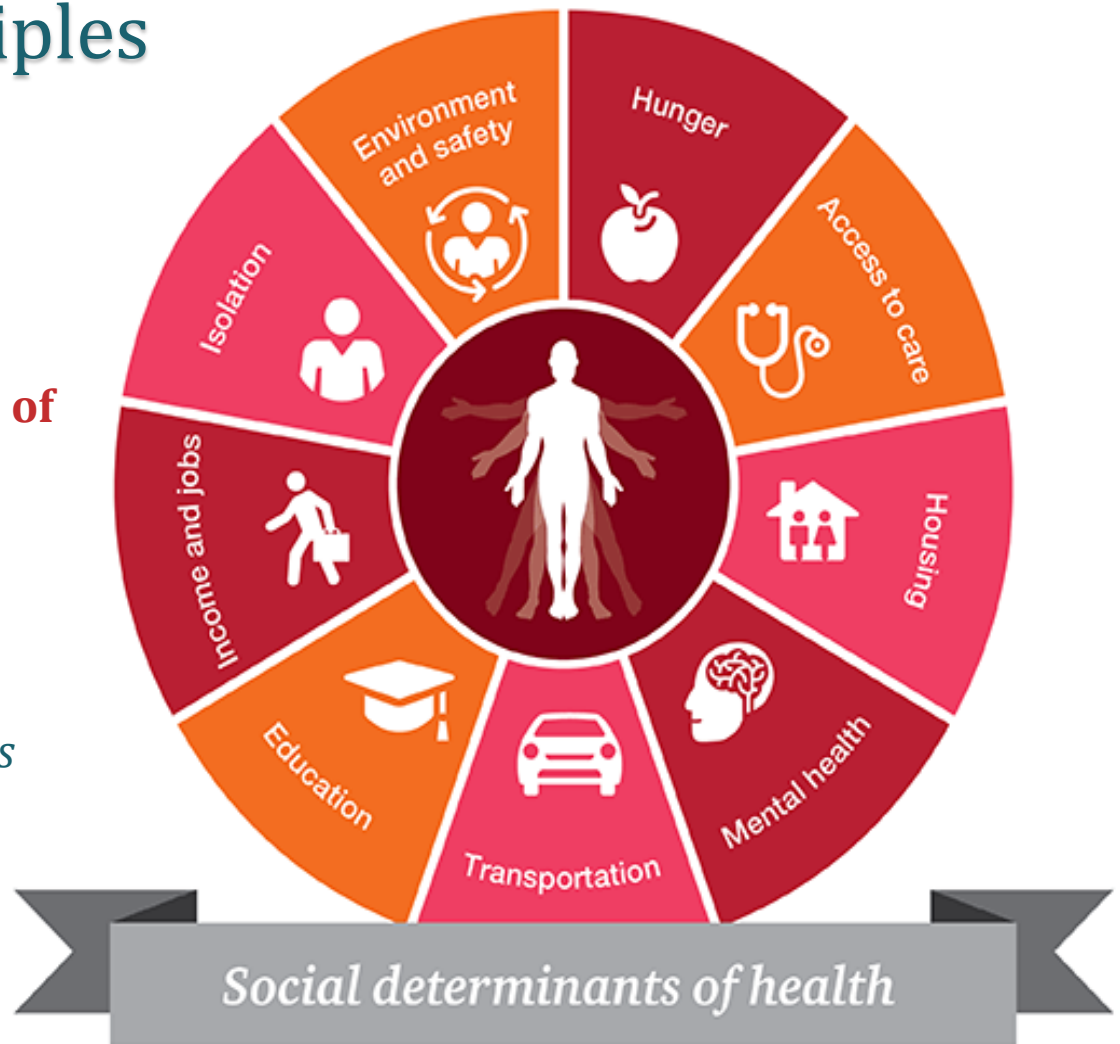 iples
of
s
Environment
and safety
Hunger
Access to care
Housing
Mental health
Transportation
Education
Income and jobs
Isolation
Social determinants of health